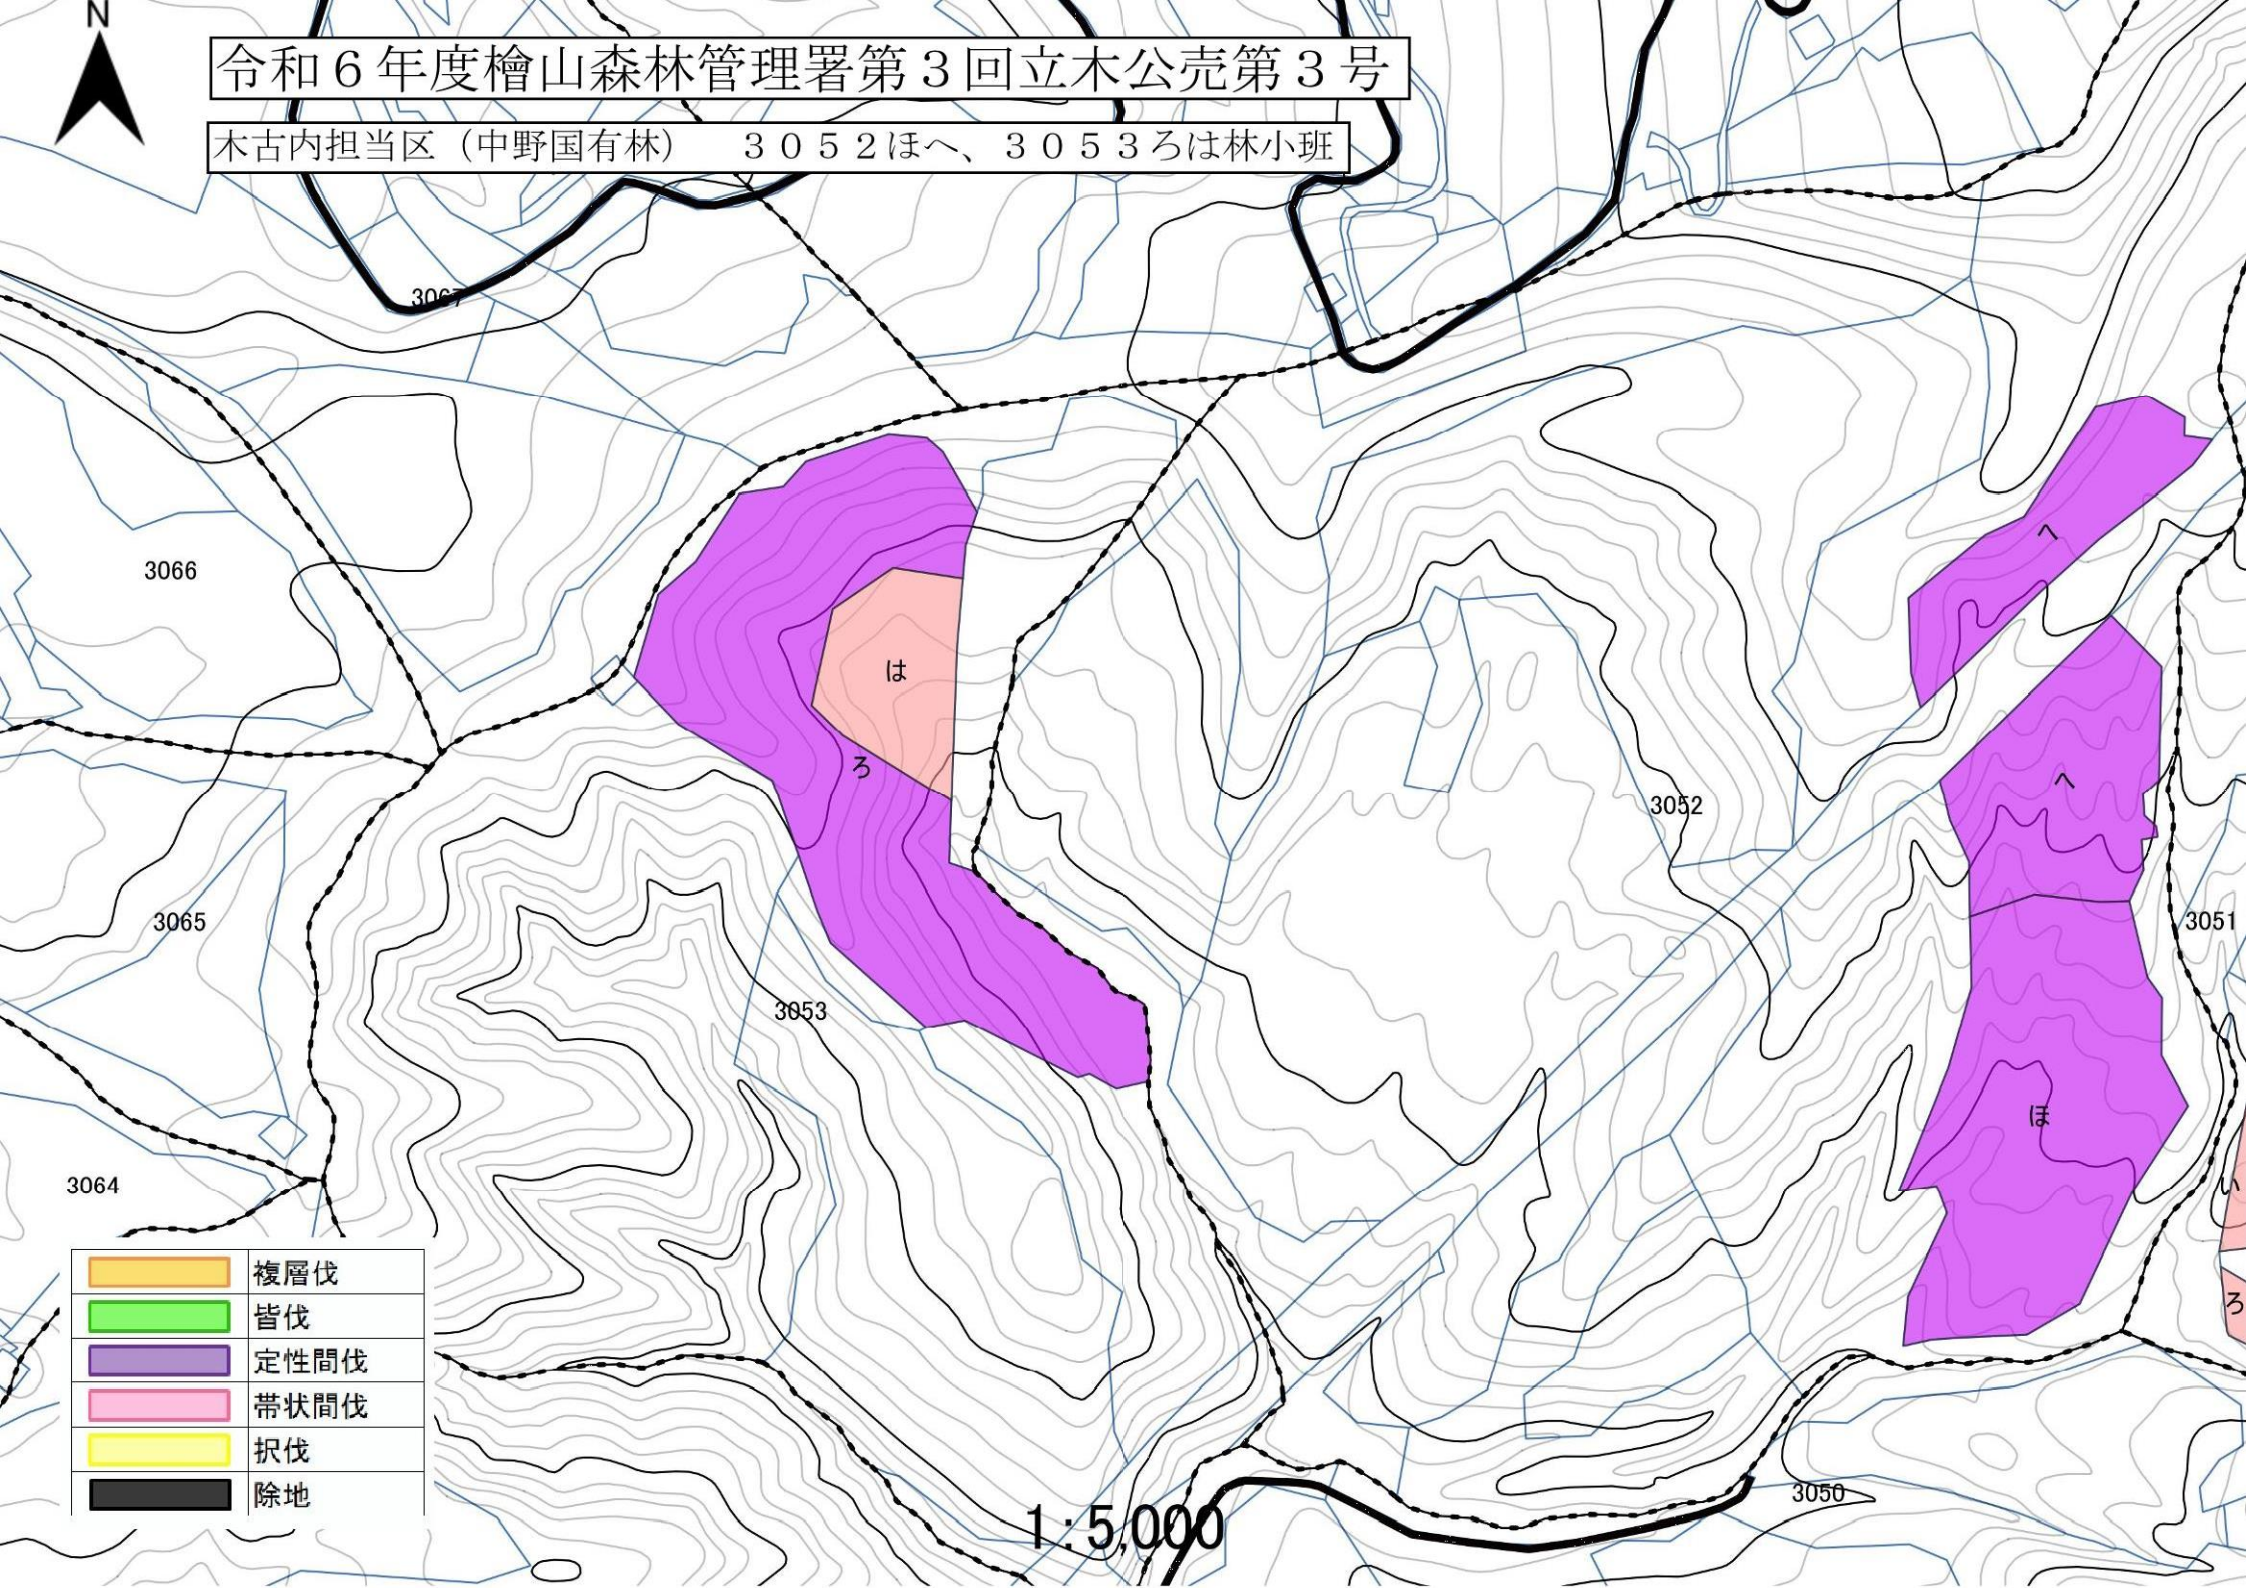 N
令和６年度檜山森林管理署第３回立木公売第３号
木古内担当区（中野国有林）　３０５２ほへ、３０５３ろは林小班
3067
へ
3066
は
ろ
へ
3052
3065
3051
3053
ほ
3064
い
ろ
複層伐
皆伐
定性間伐
帯状間伐
択伐
除地
3050
1:5,000